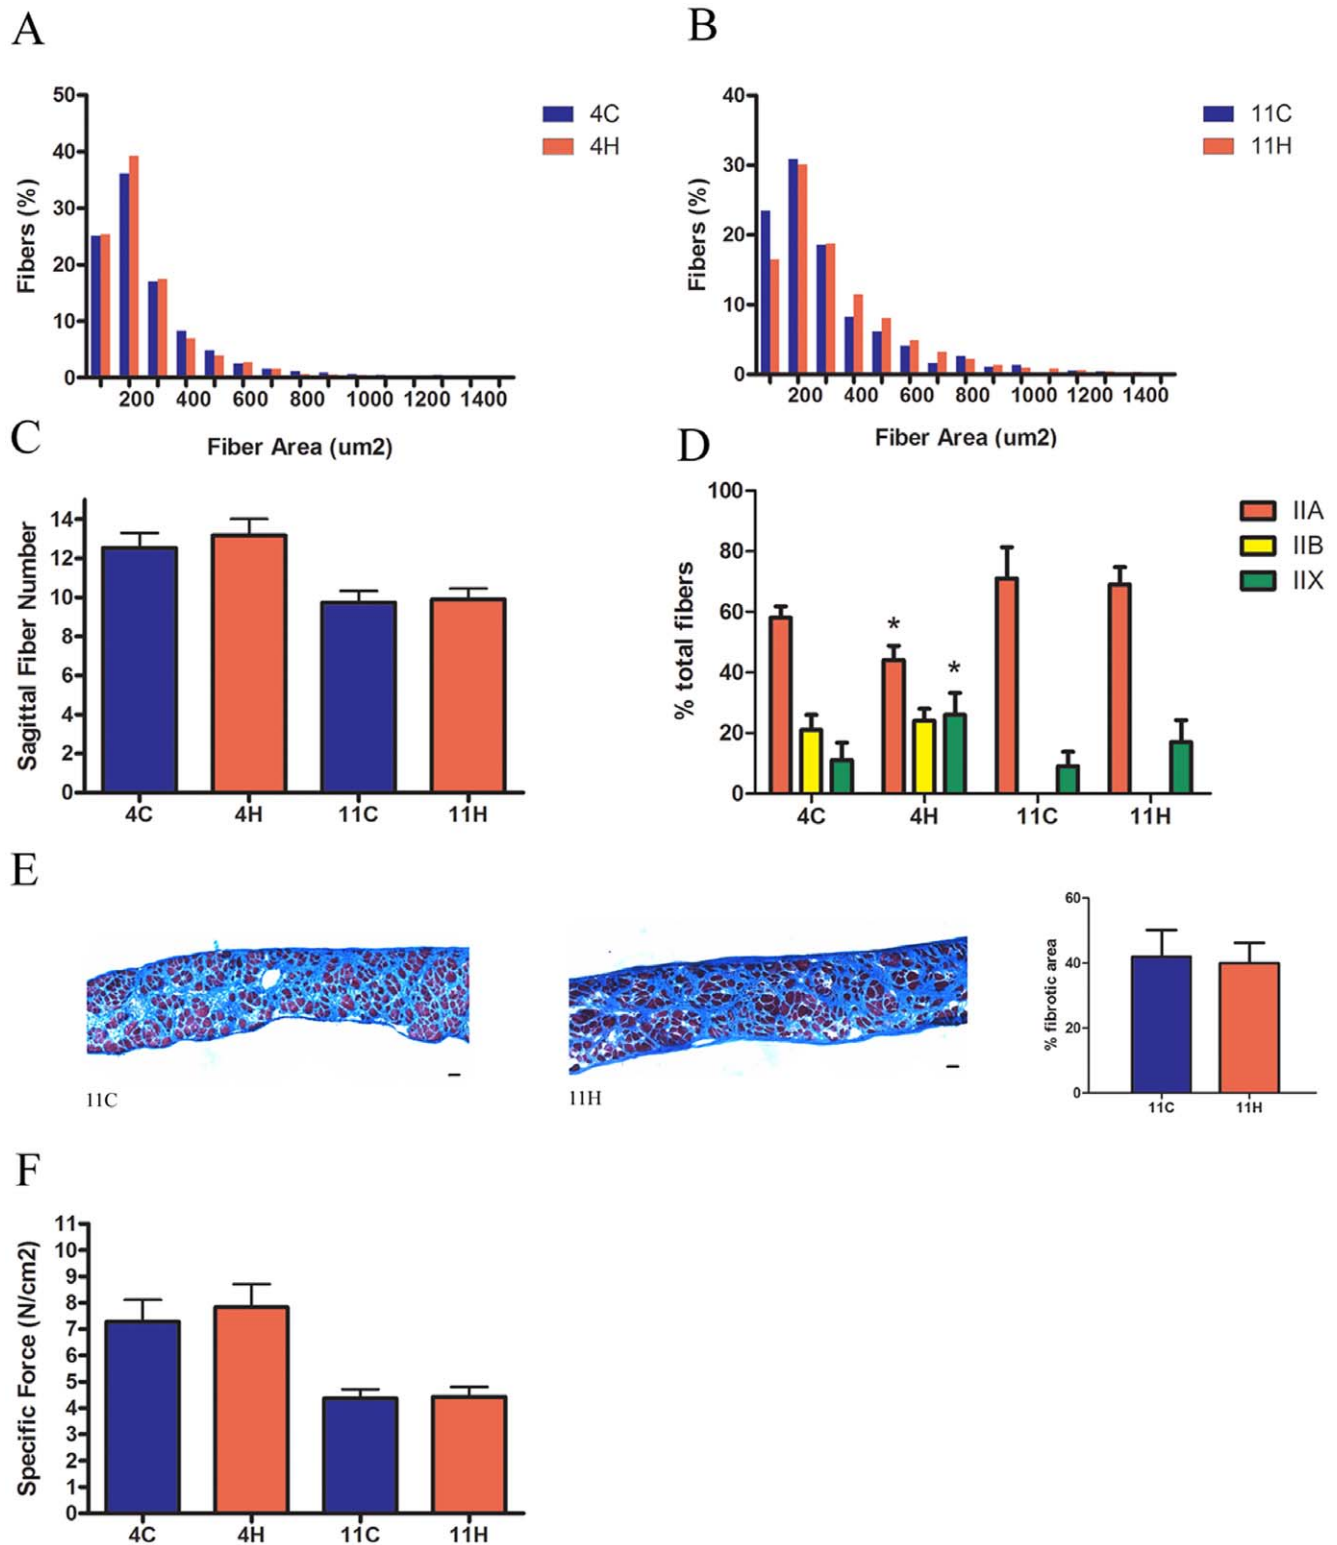 A
50
40
30
20
10
0
Fibers (%)
200 400 600 800 1000 1200 1400
Fiber Area (um2)
4C
4H
B
40
30
20
10
0
Fibers (%)
200 400 600 800 1000 1200 1400
Fiber Area (um2)
11C
11H
C
14
12
10
8
6
4
2
0
Sagittal Fiber Number
4C 4H 11C 11H
D
100
80
60
40
20
0
% total fibers
*
*
4C 4H 11C 11H
IIA
IIB
IIX
E
11C
11H
60
40
20
0
% fibrotic area
11C 11H
F
11
10
9
8
7
6
5
4
3
2
1
0
Specific Force (N/cm2)
4C 4H 11C 11H